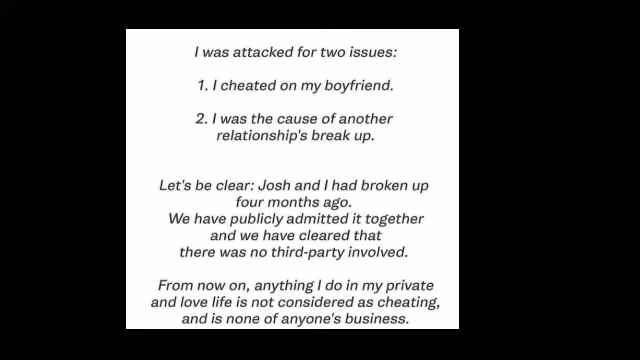 I was attacked for two issues:
1. I cheated on my boyfriend.
2. I was the cause of another
relationship's break up.
Let's be clear: Josh and I had broken up
four months ago.
We have publicly admitted it together
and we have cleared that
there was no third-party involved.
From now on, anything I do in my private
and love life is not considered as cheating,
and is none of anyone's business.